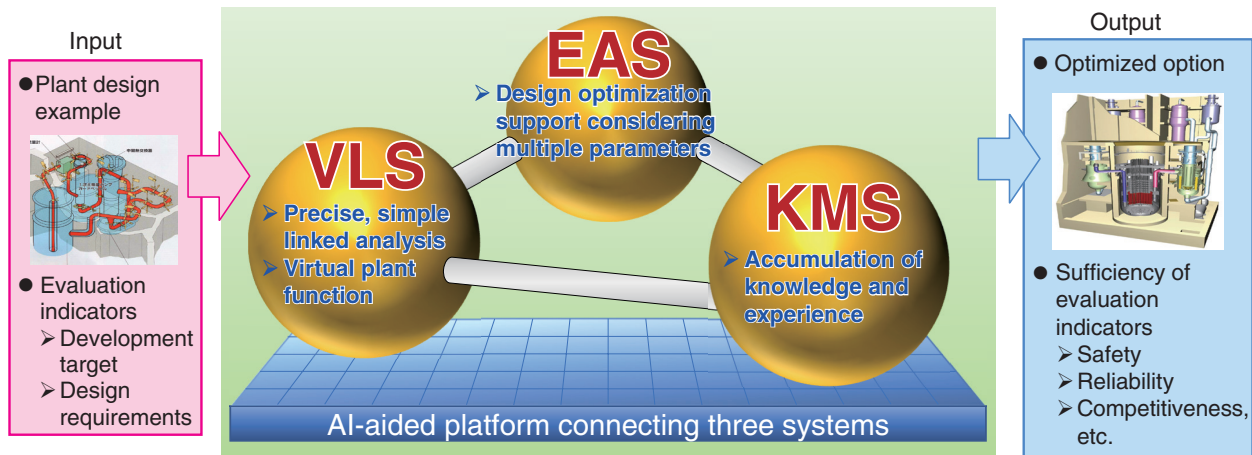 Input
●Plant design
example
● Evaluation
indicators
➢ Development
target
➢ Design
requirements
EAS
➢ Design optimization
support considering
multiple parameters
VLS
➢ Precise, simple
linked analysis
➢ Virtual plant
function
KMS
➢ Accumulation of
knowledge and
experience
AI-aided platform connecting three systems
Output
● Optimized option
● Sufficiency of
evaluation
indicators
➢ Safety
➢ Reliability
➢ Competitiveness,
etc.